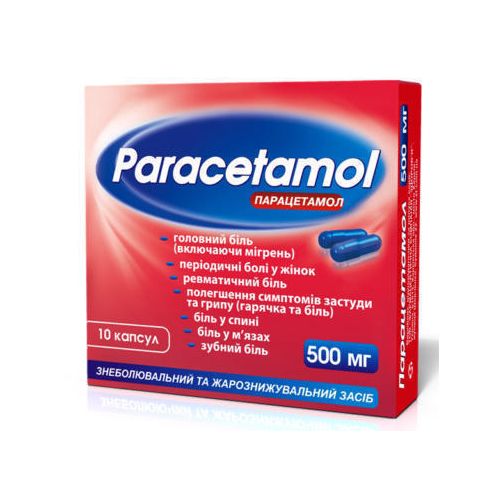 Paracetamol
ПАРАЦЕТАМОЛ
головний біль
(включаючи мігрень)
періодичні болі у жінок
ревматичний біль
полегшення симптомів застуди
та грипу (гарячка та біль)
біль у спині
біль у м'язах
зубний біль
10 капсул
500 мг
ЗНЕБОЛЮВАЛЬНИЙ ТА ЖАРОЗНИЖУВАЛЬНИЙ ЗАСІБ
Парацетамол 500 мг